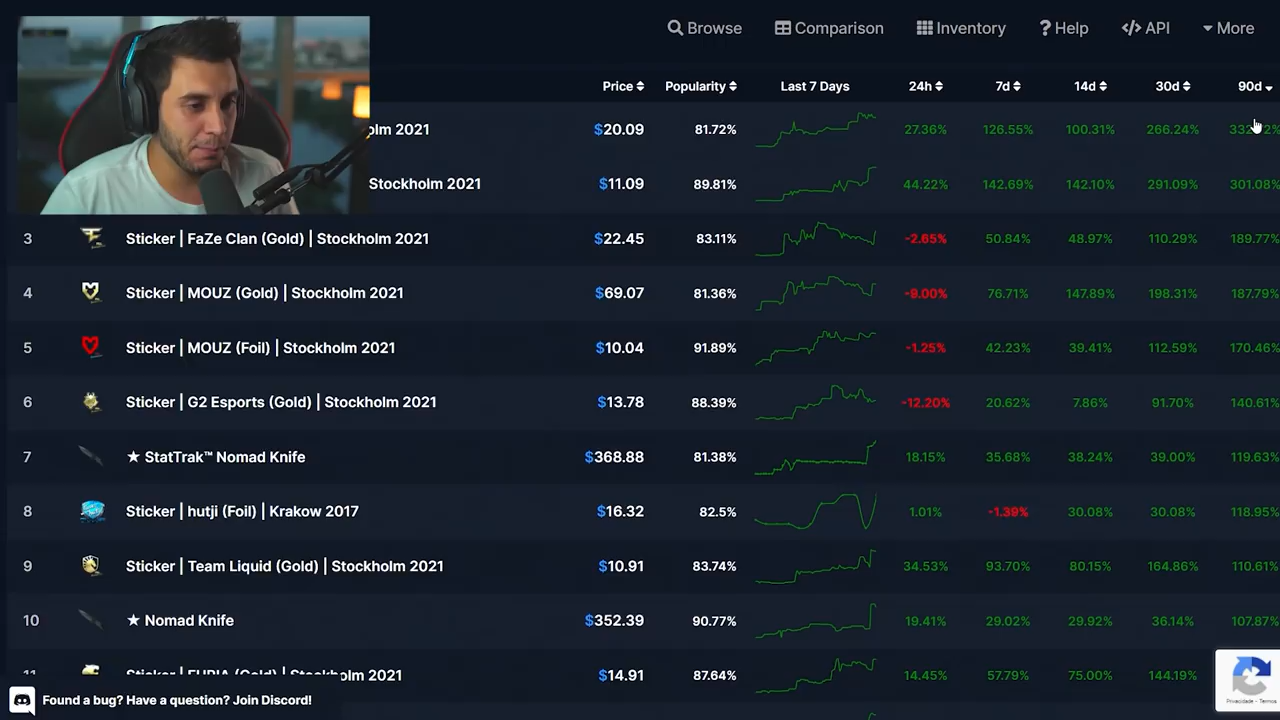 Browse Comparison Inventory Help API More
Price Popularity Last 7 Days 24h 7d 14d 30d 90d
olm 2021 $20.09 81.72% 27.36% 126.55% 100.31% 266.24%
Stockholm 2021 $11.09 89.81% 44.22% 142.69% 142.10% 291.09% 301.08%
3 Sticker | FaZe Clan (Gold) | Stockholm 2021 $22.45 83.11% -2.65% 50.84% 48.97% 110.29% 189.77%
4 Sticker | MOUZ (Gold) | Stockholm 2021 $69.07 81.36% -9.00% 76.71% 147.89% 198.31% 187.79%
5 Sticker | MOUZ (Foil) | Stockholm 2021 $10.04 91.89% -1.25% 42.23% 39.41% 112.59% 170.46%
6 Sticker | G2 Esports (Gold) | Stockholm 2021 $13.78 88.39% -12.20% 20.62% 7.86% 91.70% 140.61%
7 ★ StatTrak™ Nomad Knife $368.88 81.38% 18.15% 35.68% 38.24% 39.00% 119.63%
8 Sticker | hutji (Foil) | Krakow 2017 $16.32 82.5% 1.01% -1.39% 30.08% 30.08% 118.95%
9 Sticker | Team Liquid (Gold) | Stockholm 2021 $10.91 83.74% 34.53% 93.70% 80.15% 164.86% 110.61%
10 ★ Nomad Knife $352.39 90.77% 19.41% 29.02% 29.92% 36.14% 107.87%
11 Sticker | FURIA (Gold) | Stockholm 2021 $14.91 87.64% 14.45% 57.79% 75.00% 144.19%
Found a bug? Have a question? Join Discord!
Privacidade - Termos